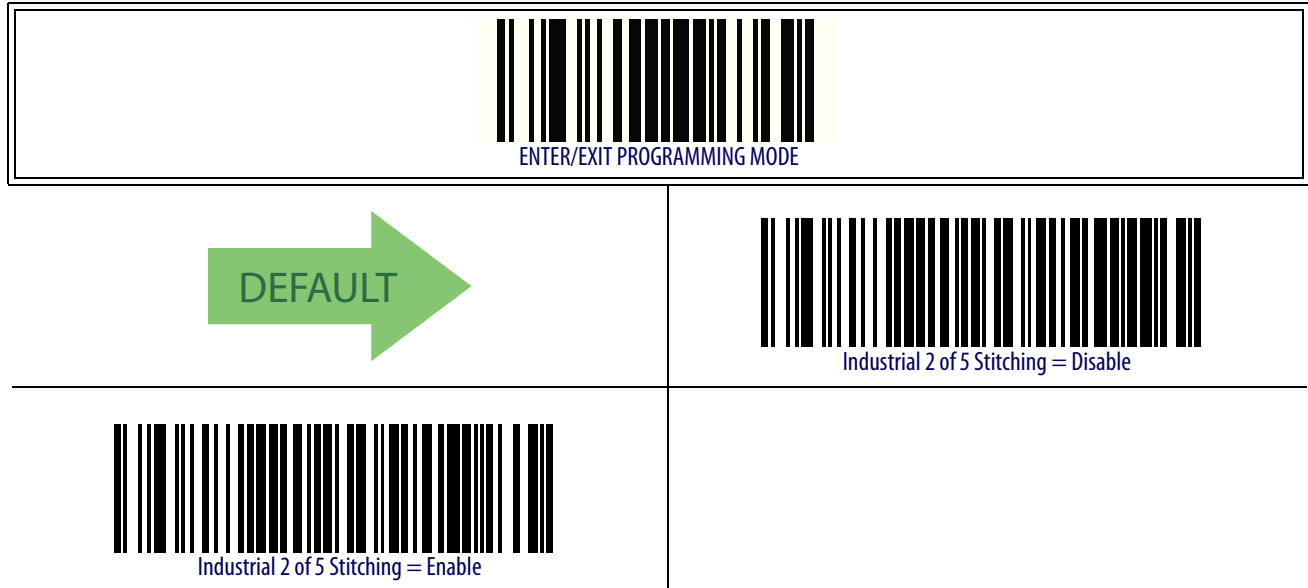 ENTER/EXIT PROGRAMMING MODE
DEFAULT
Industrial 2 of 5 Stitching = Disable
Industrial 2 of 5 Stitching = Enable